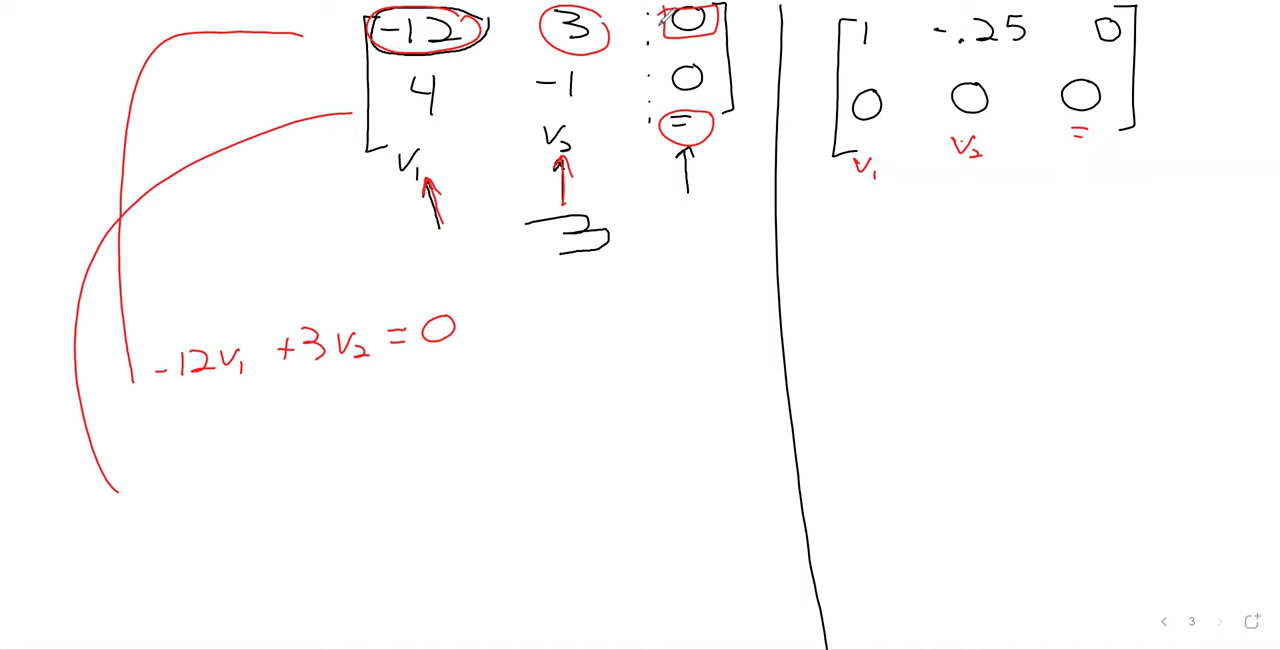 -12 3 : 0
4 -1 : 0
v₁ v₂ =
-12v₁ +3v₂ = 0
1 -.25 0
0 0 0
v₁ v₂ =
3